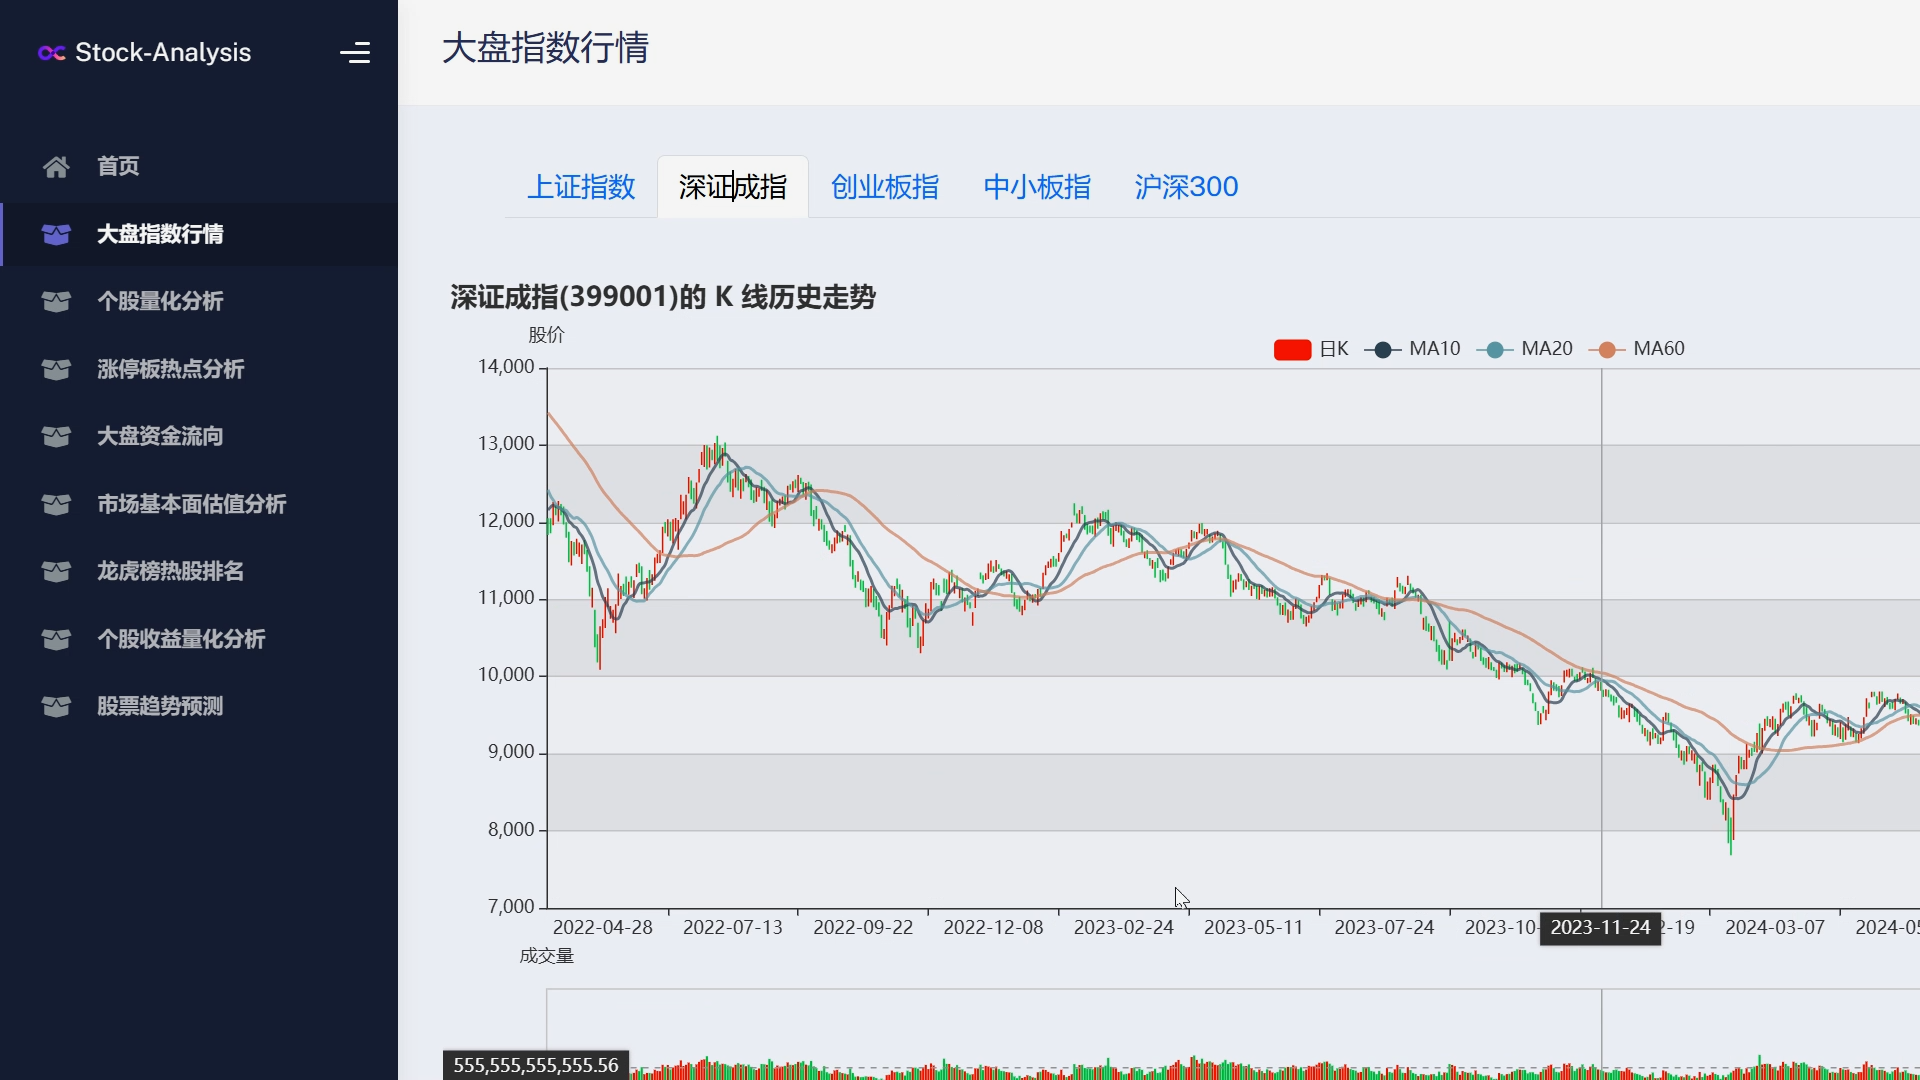 Stock-Analysis
首页
大盘指数行情
个股量化分析
涨停板热点分析
大盘资金流向
市场基本面估值分析
龙虎榜热股排名
个股收益量化分析
股票趋势预测
大盘指数行情
上证指数 深证成指 创业板指 中小板指 沪深300
深证成指(399001)的 K 线历史走势
股价
日K MA10 MA20 MA60
14,000
13,000
12,000
11,000
10,000
9,000
8,000
7,000
2022-04-28 2022-07-13 2022-09-22 2022-12-08 2023-02-24 2023-05-11 2023-07-24 2023-10- 2023-11-24 2-19 2024-03-07 2024-05
成交量
555,555,555,555.56